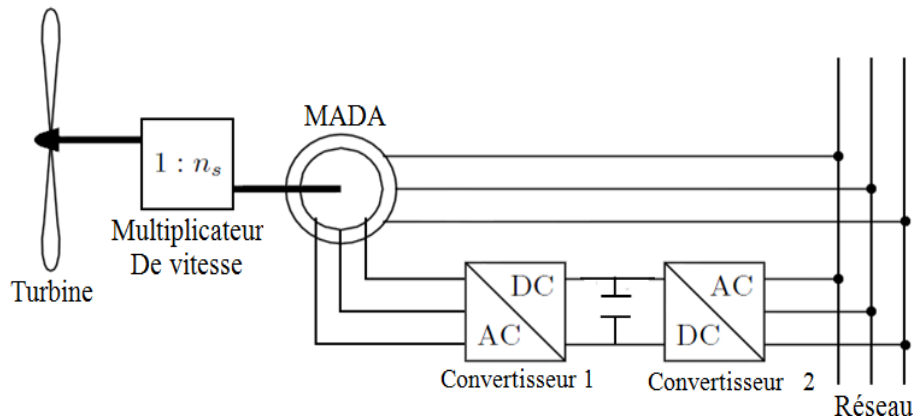 MADA
1 : n_s
Multiplicateur
De vitesse
Turbine
DC
AC
AC
DC
Convertisseur 1
Convertisseur 2
Réseau